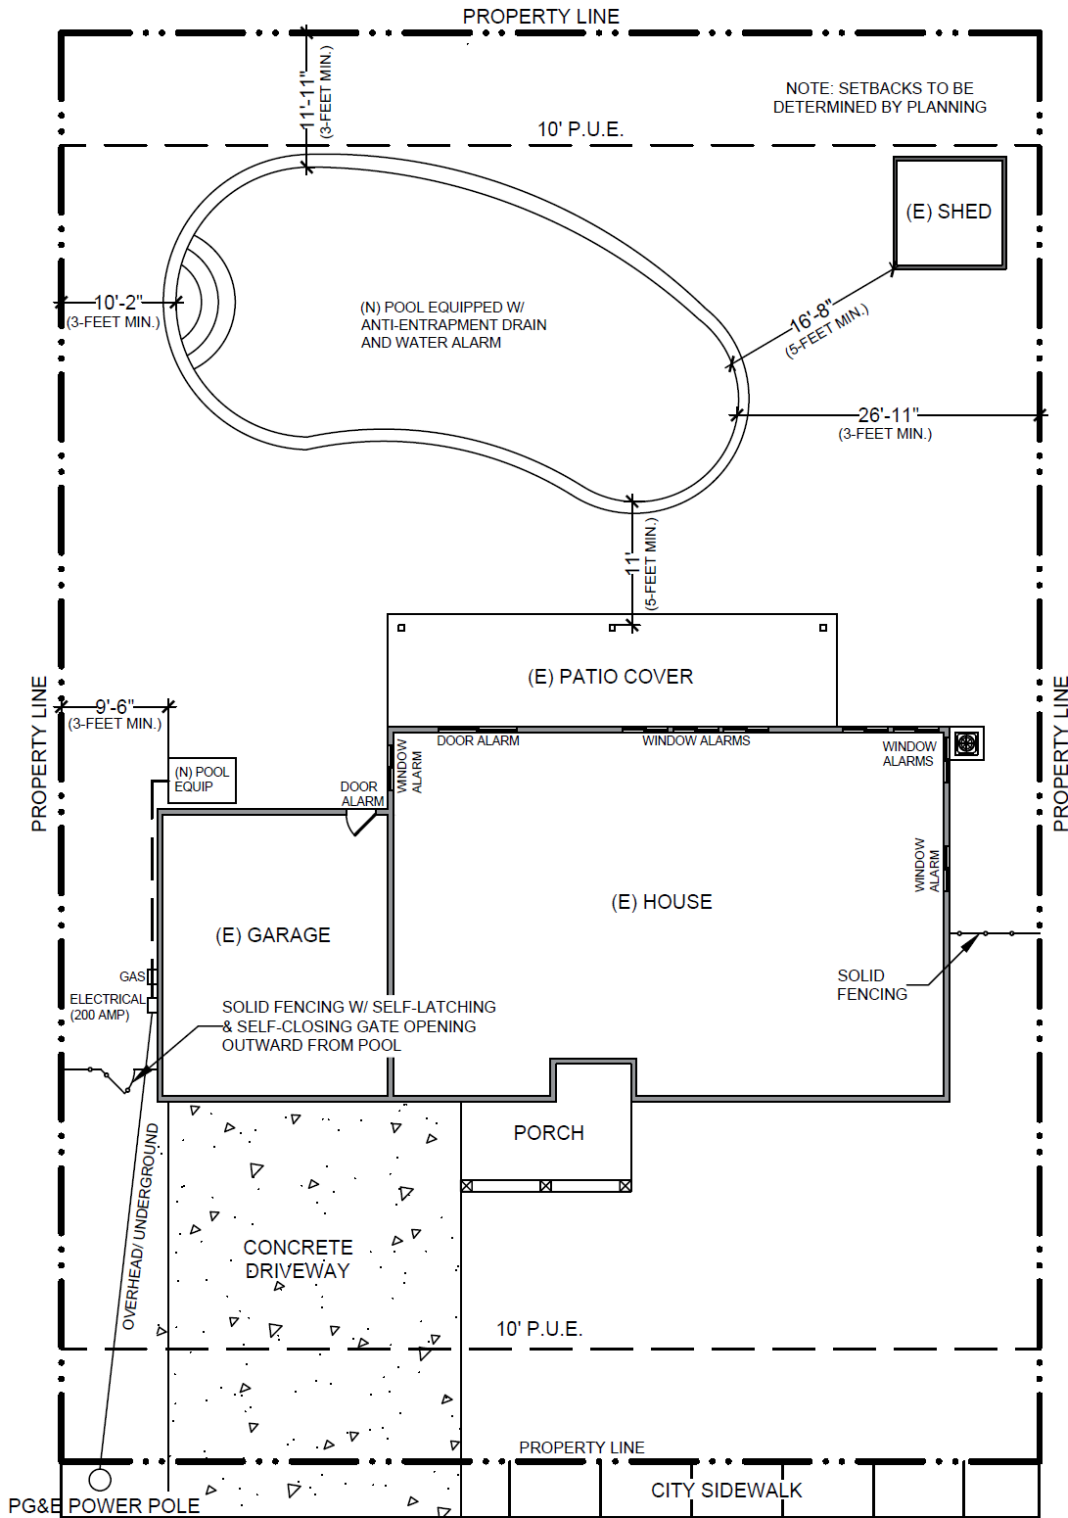 PROPERTY LINE
11'-11"
(3-FEET MIN.)
NOTE: SETBACKS TO BE
DETERMINED BY PLANNING
10' P.U.E.
(E) SHED
10'-2"
(3-FEET MIN.)
(N) POOL EQUIPPED W/
ANTI-ENTRAPMENT DRAIN
AND WATER ALARM
16'-8"
(5-FEET MIN.)
26'-11"
(3-FEET MIN.)
11'
(5-FEET MIN.)
(E) PATIO COVER
PROPERTY LINE
PROPERTY LINE
9'-6"
(3-FEET MIN.)
DOOR ALARM
WINDOW ALARMS
WINDOW
ALARMS
WINDOW
ALARM
(N) POOL
EQUIP
DOOR
ALARM
WINDOW
ALARM
(E) HOUSE
(E) GARAGE
GAS
ELECTRICAL
(200 AMP)
SOLID
FENCING
SOLID FENCING W/ SELF-LATCHING
& SELF-CLOSING GATE OPENING
OUTWARD FROM POOL
PORCH
OVERHEAD/ UNDERGROUND
CONCRETE
DRIVEWAY
10' P.U.E.
PROPERTY LINE
CITY SIDEWALK
PG&E POWER POLE